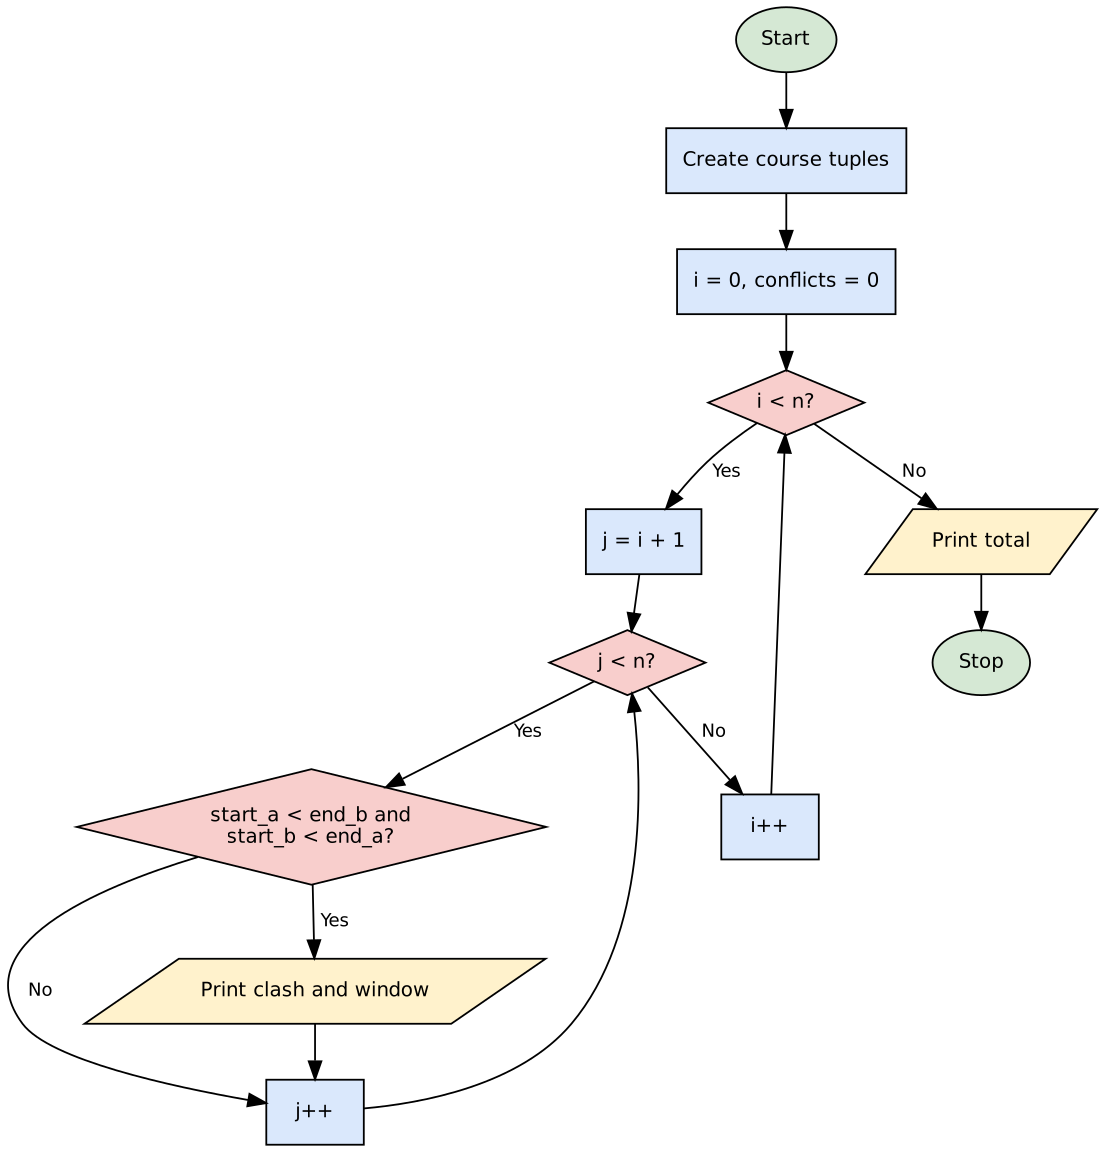 Start
Create course tuples
i = 0, conflicts = 0
i < n?
Yes
No
j = i + 1
Print total
j < n?
Stop
Yes
No
start_a < end_b and
start_b < end_a?
i++
Yes
No
Print clash and window
j++